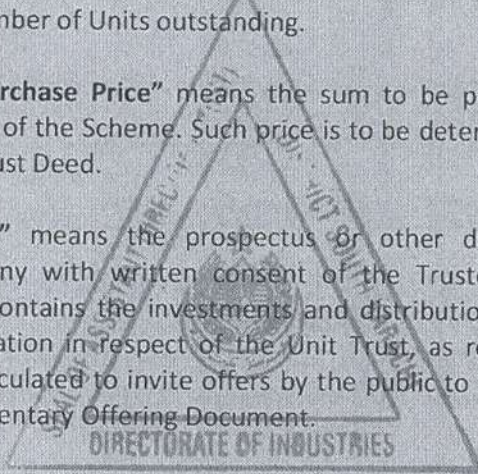 mber of Units outstanding.
rchase Price” means the sum to be p
of the Scheme. Such price is to be deter
ust Deed.
” means the prospectus or other d
ny with written consent of the Truste
ontains the investments and distributio
ation in respect of the Unit Trust, as re
culated to invite offers by the public to
entary Offering Document.
DIRECTORATE OF INDUSTRIES